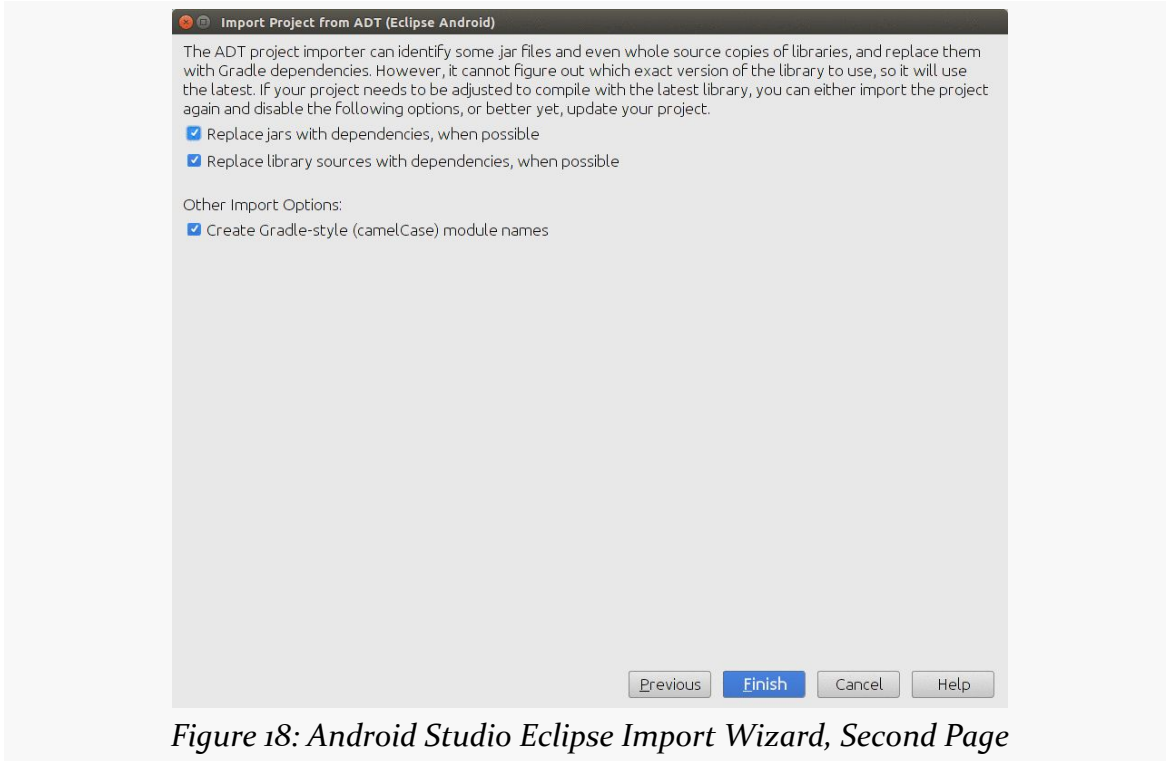 Import Project from ADT (Eclipse Android)
The ADT project importer can identify some .jar files and even whole source copies of libraries, and replace them
with Gradle dependencies. However, it cannot figure out which exact version of the library to use, so it will use
the latest. If your project needs to be adjusted to compile with the latest library, you can either import the project
again and disable the following options, or better yet, update your project.
Replace jars with dependencies, when possible
Replace library sources with dependencies, when possible
Other Import Options:
Create Gradle-style (camelCase) module names
Previous Finish Cancel Help
Figure 18: Android Studio Eclipse Import Wizard, Second Page